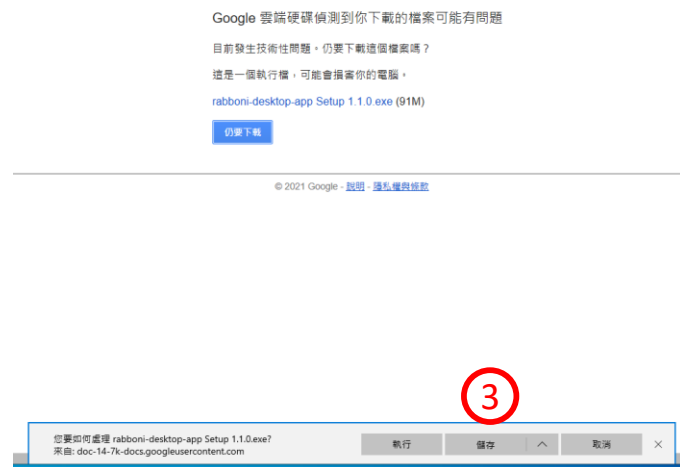 Google 雲端硬碟偵測到你下載的檔案可能有問題
目前發生技術性問題。仍要下載這個檔案嗎？
這是一個執行檔，可能會損害你的電腦。
rabboni-desktop-app Setup 1.1.0.exe (91M)
仍要下載
© 2021 Google - 說明 - 隱私權與條款
3
您要如何處理 rabboni-desktop-app Setup 1.1.0.exe?
來自: doc-14-7k-docs.googleusercontent.com
執行 儲存 取消